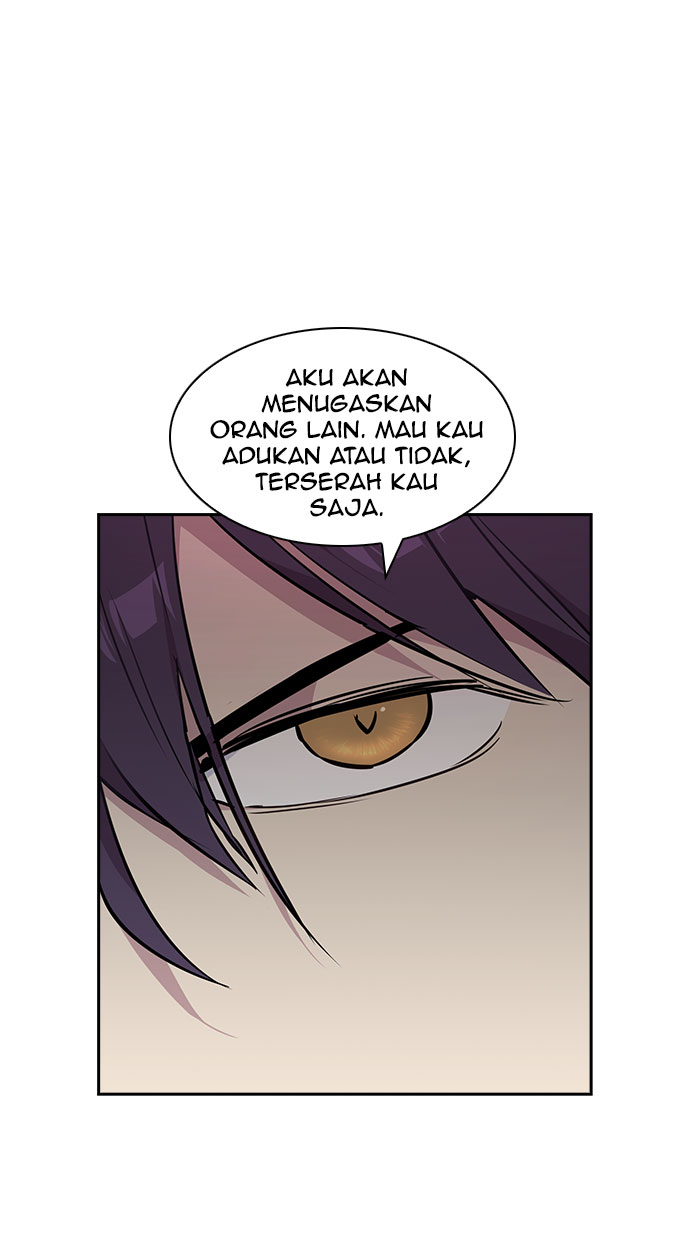 AKU AKAN
MENUGASKAN
ORANG LAIN. MAU KAU
ADUKAN ATAU TIDAK,
TERSERAH KAU
SAJA.